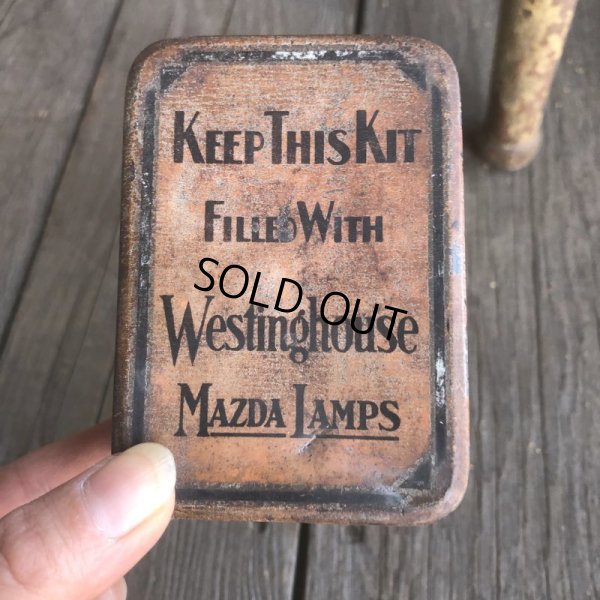 KEEP THIS KIT
FILLED WITH
SOLD OUT
Westinghouse
MAZDA LAMPS